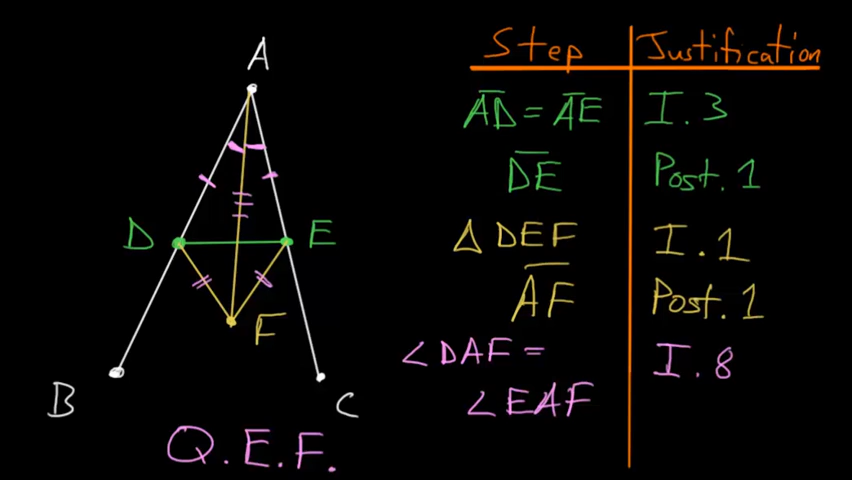 A
D
E
F
B
C
Q.E.F.
Step Justification
AD = AE I.3
DE Post. 1
△ DEF I.1
AF Post. 1
∠DAF = I.8
∠EAF